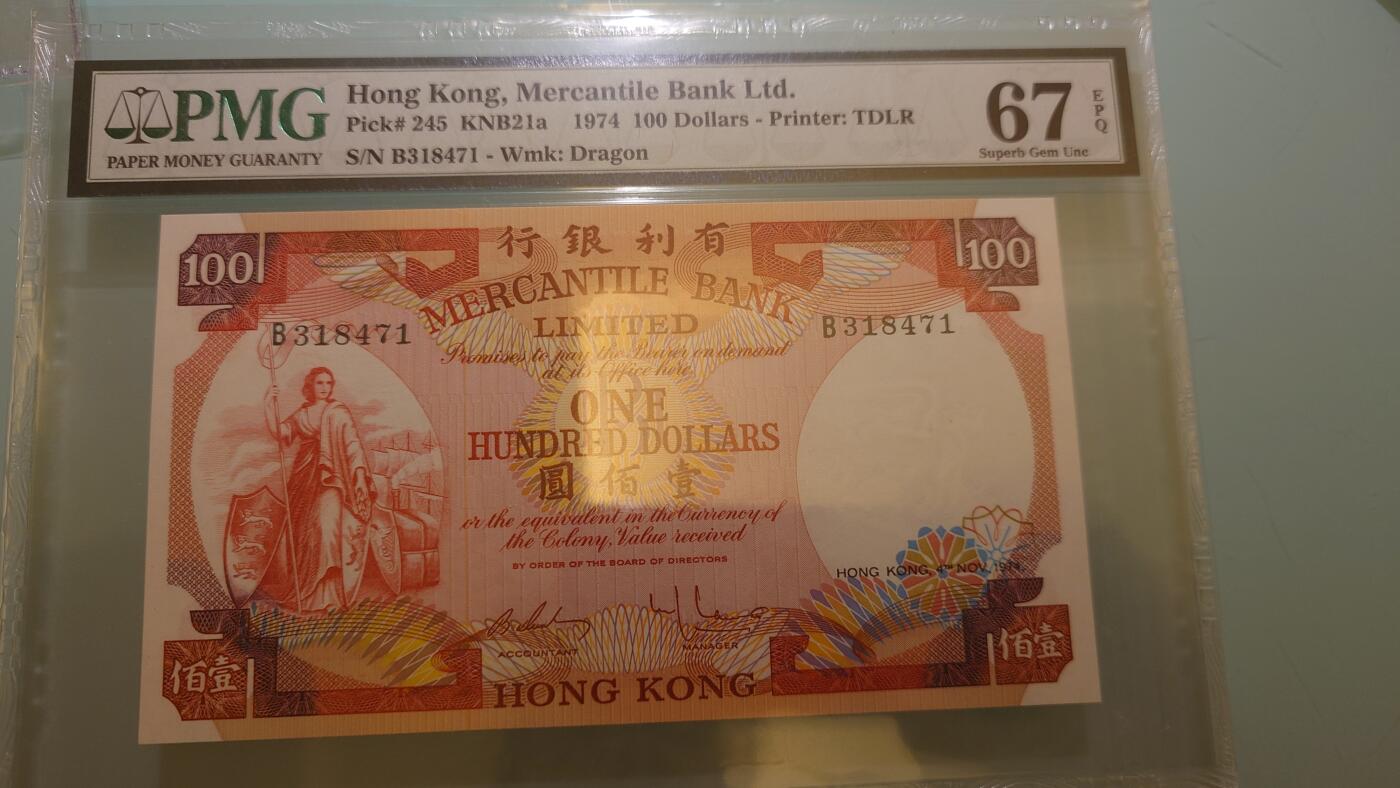 PMG
PAPER MONEY GUARANTY
Hong Kong, Mercantile Bank Ltd.
Pick# 245 KNB21a 1974 100 Dollars - Printer: TDLR
S/N B318471 - Wmk: Dragon
67 EPQ
Superb Gem Unc
行銀利有
100 100
MERCANTILE BANK
LIMITED
B318471 B318471
Promises to pay the Bearer on demand
at its Office here
ONE
HUNDRED DOLLARS
圓佰壹
or the equivalent in the Currency of
the Colony, Value received
BY ORDER OF THE BOARD OF DIRECTORS
HONG KONG, 4TH NOV. 1974.
ACCOUNTANT MANAGER
佰壹 佰壹
HONG KONG